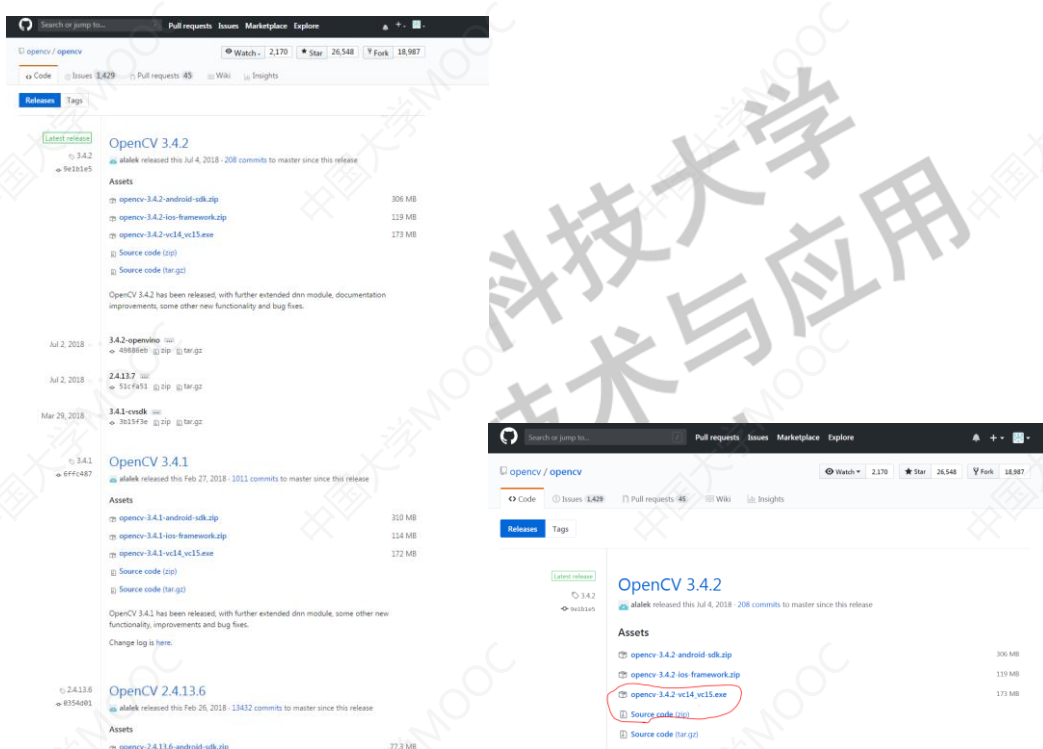 Search or jump to...
Pull requests Issues Marketplace Explore
opencv / opencv
Watch 2,170 Star 26,548 Fork 18,987
Code Issues 1,429 Pull requests 45 Wiki Insights
Releases Tags
Latest release
3.4.2
9e1b1e5
OpenCV 3.4.2
alalek released this Jul 4, 2018 · 208 commits to master since this release
Assets
opencv-3.4.2-android-sdk.zip 306 MB
opencv-3.4.2-ios-framework.zip 119 MB
opencv-3.4.2-vc14_vc15.exe 173 MB
Source code (zip)
Source code (tar.gz)
OpenCV 3.4.2 has been released, with further extended dnn module, documentation
improvements, some other new functionality and bug fixes.
Jul 2, 2018 3.4.2-openvino
49886eb zip tar.gz
Jul 2, 2018 2.4.13.7
51cfa51 zip tar.gz
Mar 29, 2018 3.4.1-cvsdk
3b15f3e zip tar.gz
3.4.1
6ffc487
OpenCV 3.4.1
alalek released this Feb 27, 2018 · 1011 commits to master since this release
Assets
opencv-3.4.1-android-sdk.zip 310 MB
opencv-3.4.1-ios-framework.zip 114 MB
opencv-3.4.1-vc14_vc15.exe 172 MB
Source code (zip)
Source code (tar.gz)
OpenCV 3.4.1 has been released, with further extended dnn module, some other new
functionality, improvements and bug fixes.
Change log is here.
2.4.13.6
0354d01
OpenCV 2.4.13.6
alalek released this Feb 26, 2018 · 13432 commits to master since this release
Assets
opencv-2.4.13.6-android-sdk.zip 77.3 MB
科技大学
技术与应用
Search or jump to...
Pull requests Issues Marketplace Explore
opencv / opencv
Watch 2,170 Star 26,548 Fork 18,987
Code Issues 1,429 Pull requests 45 Wiki Insights
Releases Tags
Latest release
3.4.2
9e1b1e5
OpenCV 3.4.2
alalek released this Jul 4, 2018 · 208 commits to master since this release
Assets
opencv-3.4.2-android-sdk.zip 306 MB
opencv-3.4.2-ios-framework.zip 119 MB
opencv-3.4.2-vc14_vc15.exe 173 MB
Source code (zip)
Source code (tar.gz)
中国大学MOOC